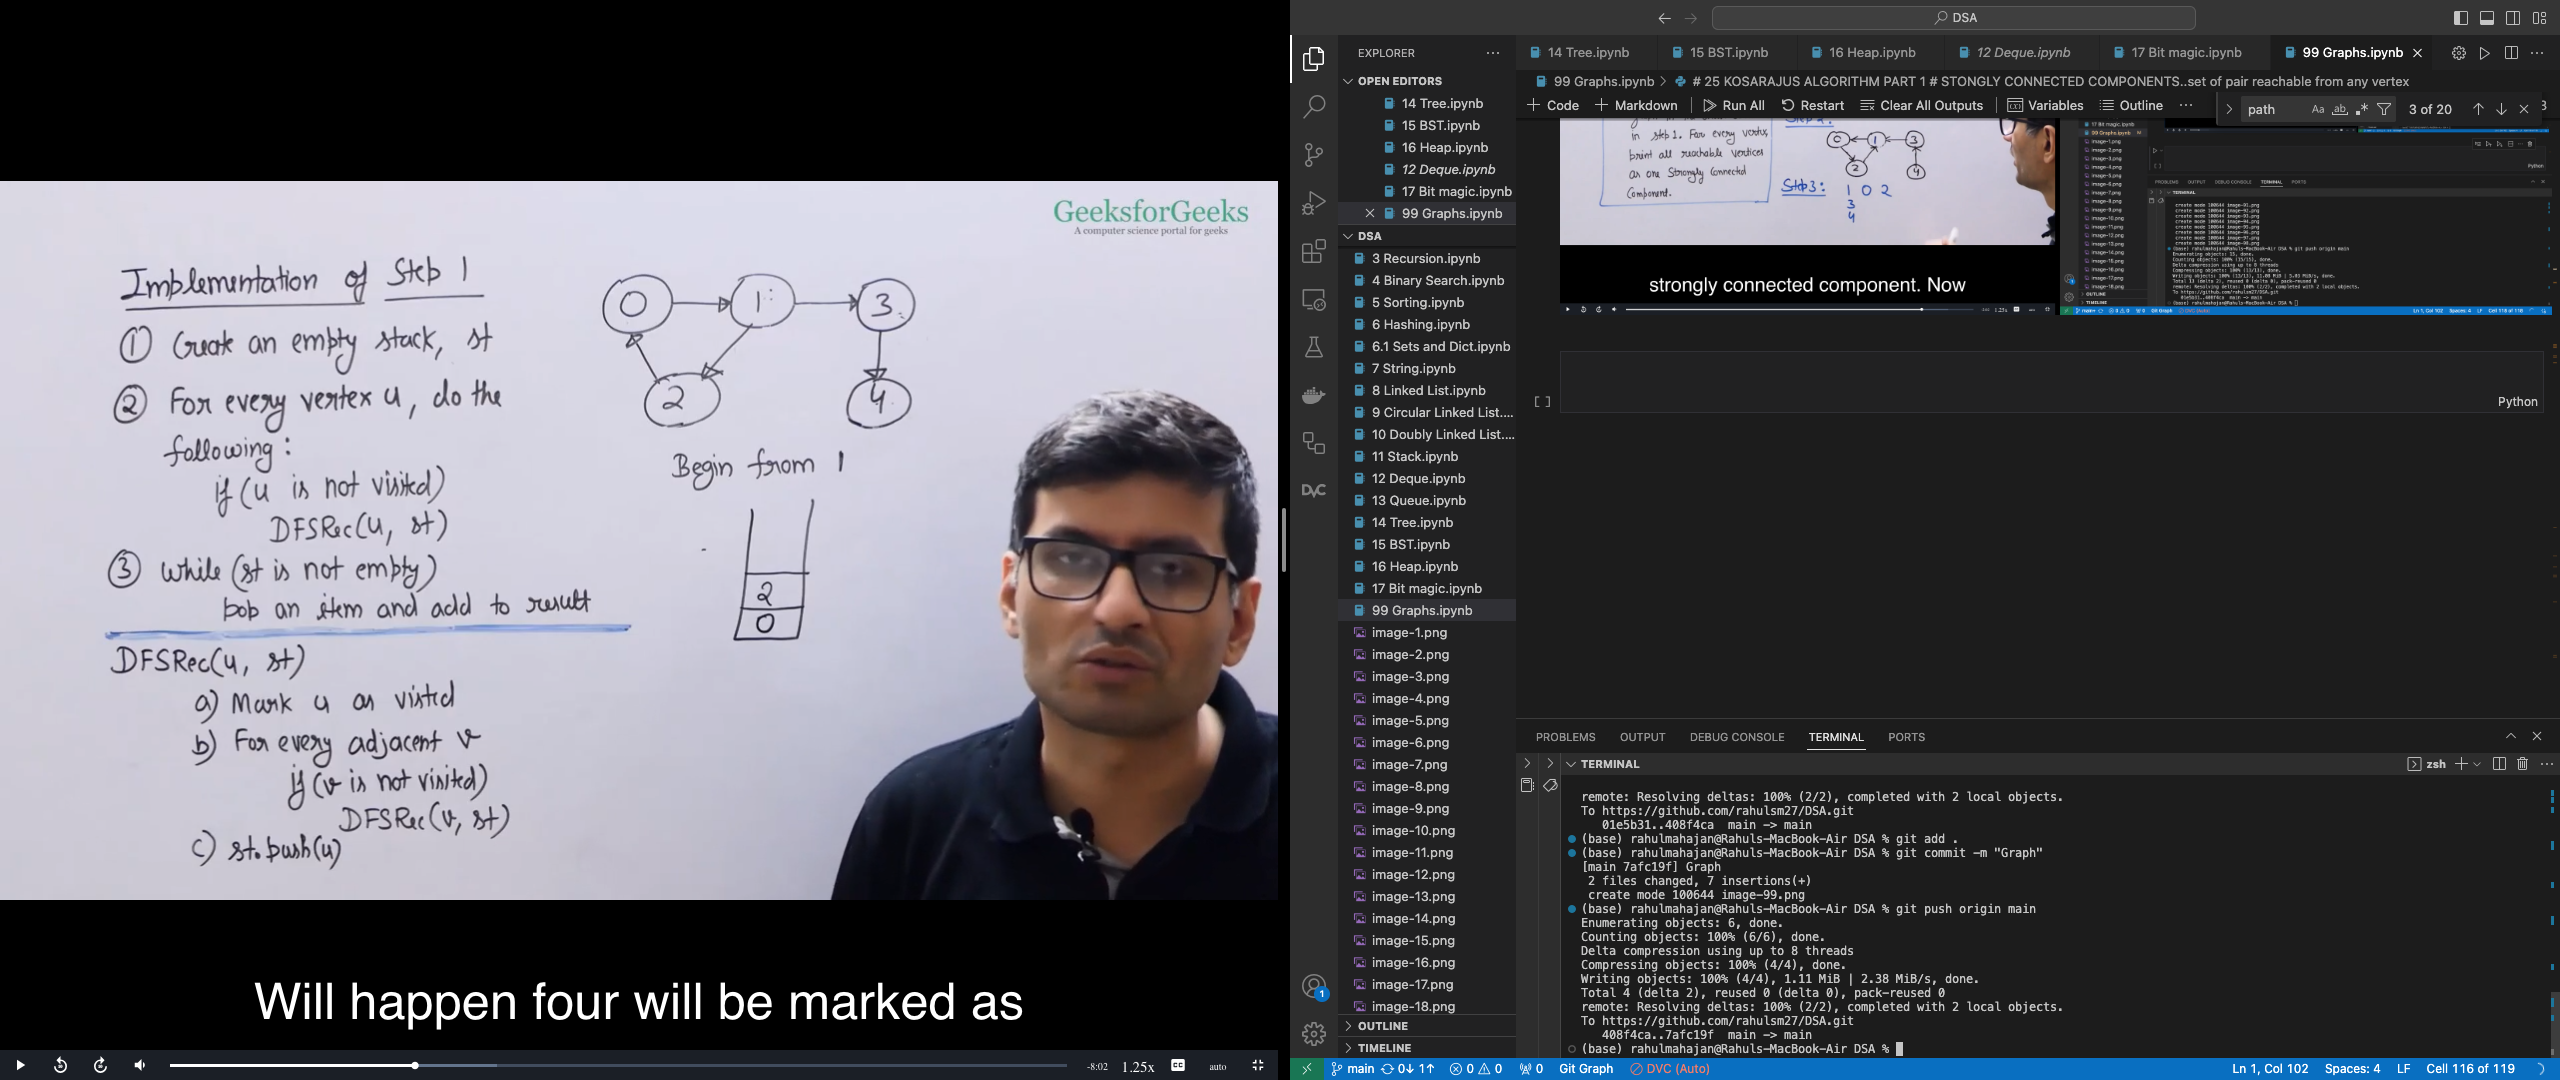 GeeksforGeeks
A computer science portal for geeks
Implementation of Step 1
① Create an empty stack, st
② For every vertex u, do the
following:
if (u is not visited)
DFSRec(u, st)
③ While (st is not empty)
pop an item and add to result
DFSRec(u, st)
a) Mark u as visted
b) For every adjacent v
if (v is not visited)
DFSRec(v, st)
c) st.push(u)
0
1
3
2
4
Begin from 1
2
0
Will happen four will be marked as
-8:02 1.25x auto
DSA
EXPLORER
OPEN EDITORS
14 Tree.ipynb
15 BST.ipynb
16 Heap.ipynb
12 Deque.ipynb
17 Bit magic.ipynb
99 Graphs.ipynb
DSA
3 Recursion.ipynb
4 Binary Search.ipynb
5 Sorting.ipynb
6 Hashing.ipynb
6.1 Sets and Dict.ipynb
7 String.ipynb
8 Linked List.ipynb
9 Circular Linked List....
10 Doubly Linked List....
11 Stack.ipynb
12 Deque.ipynb
13 Queue.ipynb
14 Tree.ipynb
15 BST.ipynb
16 Heap.ipynb
17 Bit magic.ipynb
99 Graphs.ipynb
image-1.png
image-2.png
image-3.png
image-4.png
image-5.png
image-6.png
image-7.png
image-8.png
image-9.png
image-10.png
image-11.png
image-12.png
image-13.png
image-14.png
image-15.png
image-16.png
image-17.png
image-18.png
OUTLINE
TIMELINE
DVC
1
14 Tree.ipynb 15 BST.ipynb 16 Heap.ipynb 12 Deque.ipynb 17 Bit magic.ipynb 99 Graphs.ipynb
99 Graphs.ipynb > # 25 KOSARAJUS ALGORITHM PART 1 # STONGLY CONNECTED COMPONENTS..set of pair reachable from any vertex
Code Markdown Run All Restart Clear All Outputs Variables Outline
path Aa ab 3 of 20
in step 1. For every vertex,
print all reachable vertices
as one Strongly Connected
Component.
0 1 3
2 4
Step 3: 1 0 2
3
4
strongly connected component. Now
[ ]
Python
PROBLEMS OUTPUT DEBUG CONSOLE TERMINAL PORTS
TERMINAL
zsh
remote: Resolving deltas: 100% (2/2), completed with 2 local objects.
To https://github.com/rahulsm27/DSA.git
01e5b31..408f4ca main -> main
(base) rahulmahajan@Rahuls-MacBook-Air DSA % git add .
(base) rahulmahajan@Rahuls-MacBook-Air DSA % git commit -m "Graph"
[main 7afc19f] Graph
2 files changed, 7 insertions(+)
create mode 100644 image-99.png
(base) rahulmahajan@Rahuls-MacBook-Air DSA % git push origin main
Enumerating objects: 6, done.
Counting objects: 100% (6/6), done.
Delta compression using up to 8 threads
Compressing objects: 100% (4/4), done.
Writing objects: 100% (4/4), 1.11 MiB | 2.38 MiB/s, done.
Total 4 (delta 2), reused 0 (delta 0), pack-reused 0
remote: Resolving deltas: 100% (2/2), completed with 2 local objects.
To https://github.com/rahulsm27/DSA.git
408f4ca..7afc19f main -> main
(base) rahulmahajan@Rahuls-MacBook-Air DSA %
main 0↓ 1↑ 0 0 0 Git Graph DVC (Auto) Ln 1, Col 102 Spaces: 4 LF Cell 116 of 119